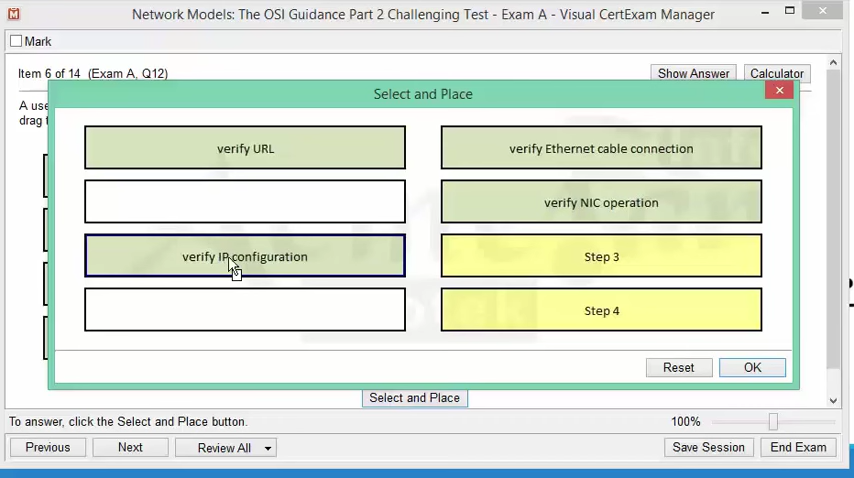 Network Models: The OSI Guidance Part 2 Challenging Test - Exam A - Visual CertExam Manager
Mark
Item 6 of 14 (Exam A, Q12)
Show Answer
Calculator
A use
drag t
Select and Place
verify URL
verify Ethernet cable connection
verify NIC operation
verify IP configuration
Step 3
Step 4
Reset
OK
Select and Place
To answer, click the Select and Place button.
100%
Previous
Next
Review All
Save Session
End Exam